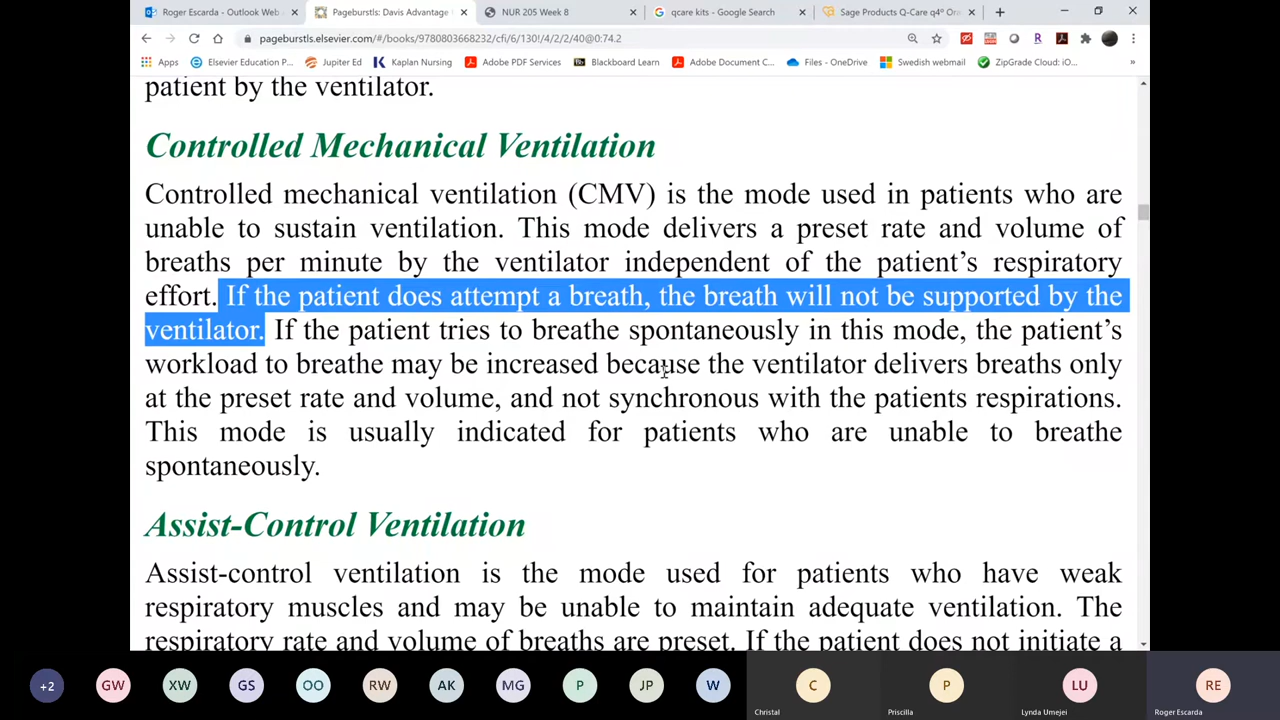 Roger Escarda - Outlook Web
Pageburstls: Davis Advantage
NUR 205 Week 8
qcare kits - Google Search
Sage Products Q-Care q4° Ora
pageburstls.elsevier.com/#/books/9780803668232/cfi/6/130!/4/2/2/40@0:74.2
Apps
Elsevier Education P...
Jupiter Ed
Kaplan Nursing
Adobe PDF Services
Blackboard Learn
Adobe Document C...
Files - OneDrive
Swedish webmail
ZipGrade Cloud: iO...
patient by the ventilator.
Controlled Mechanical Ventilation
Controlled mechanical ventilation (CMV) is the mode used in patients who are
unable to sustain ventilation. This mode delivers a preset rate and volume of
breaths per minute by the ventilator independent of the patient’s respiratory
effort. If the patient does attempt a breath, the breath will not be supported by the
ventilator. If the patient tries to breathe spontaneously in this mode, the patient’s
workload to breathe may be increased because the ventilator delivers breaths only
at the preset rate and volume, and not synchronous with the patients respirations.
This mode is usually indicated for patients who are unable to breathe
spontaneously.
Assist-Control Ventilation
Assist-control ventilation is the mode used for patients who have weak
respiratory muscles and may be unable to maintain adequate ventilation. The
respiratory rate and volume of breaths are preset. If the patient does not initiate a
+2
GW
XW
GS
OO
RW
AK
MG
P
JP
W
C
Christal
P
Priscilla
LU
Lynda Umejei
RE
Roger Escarda